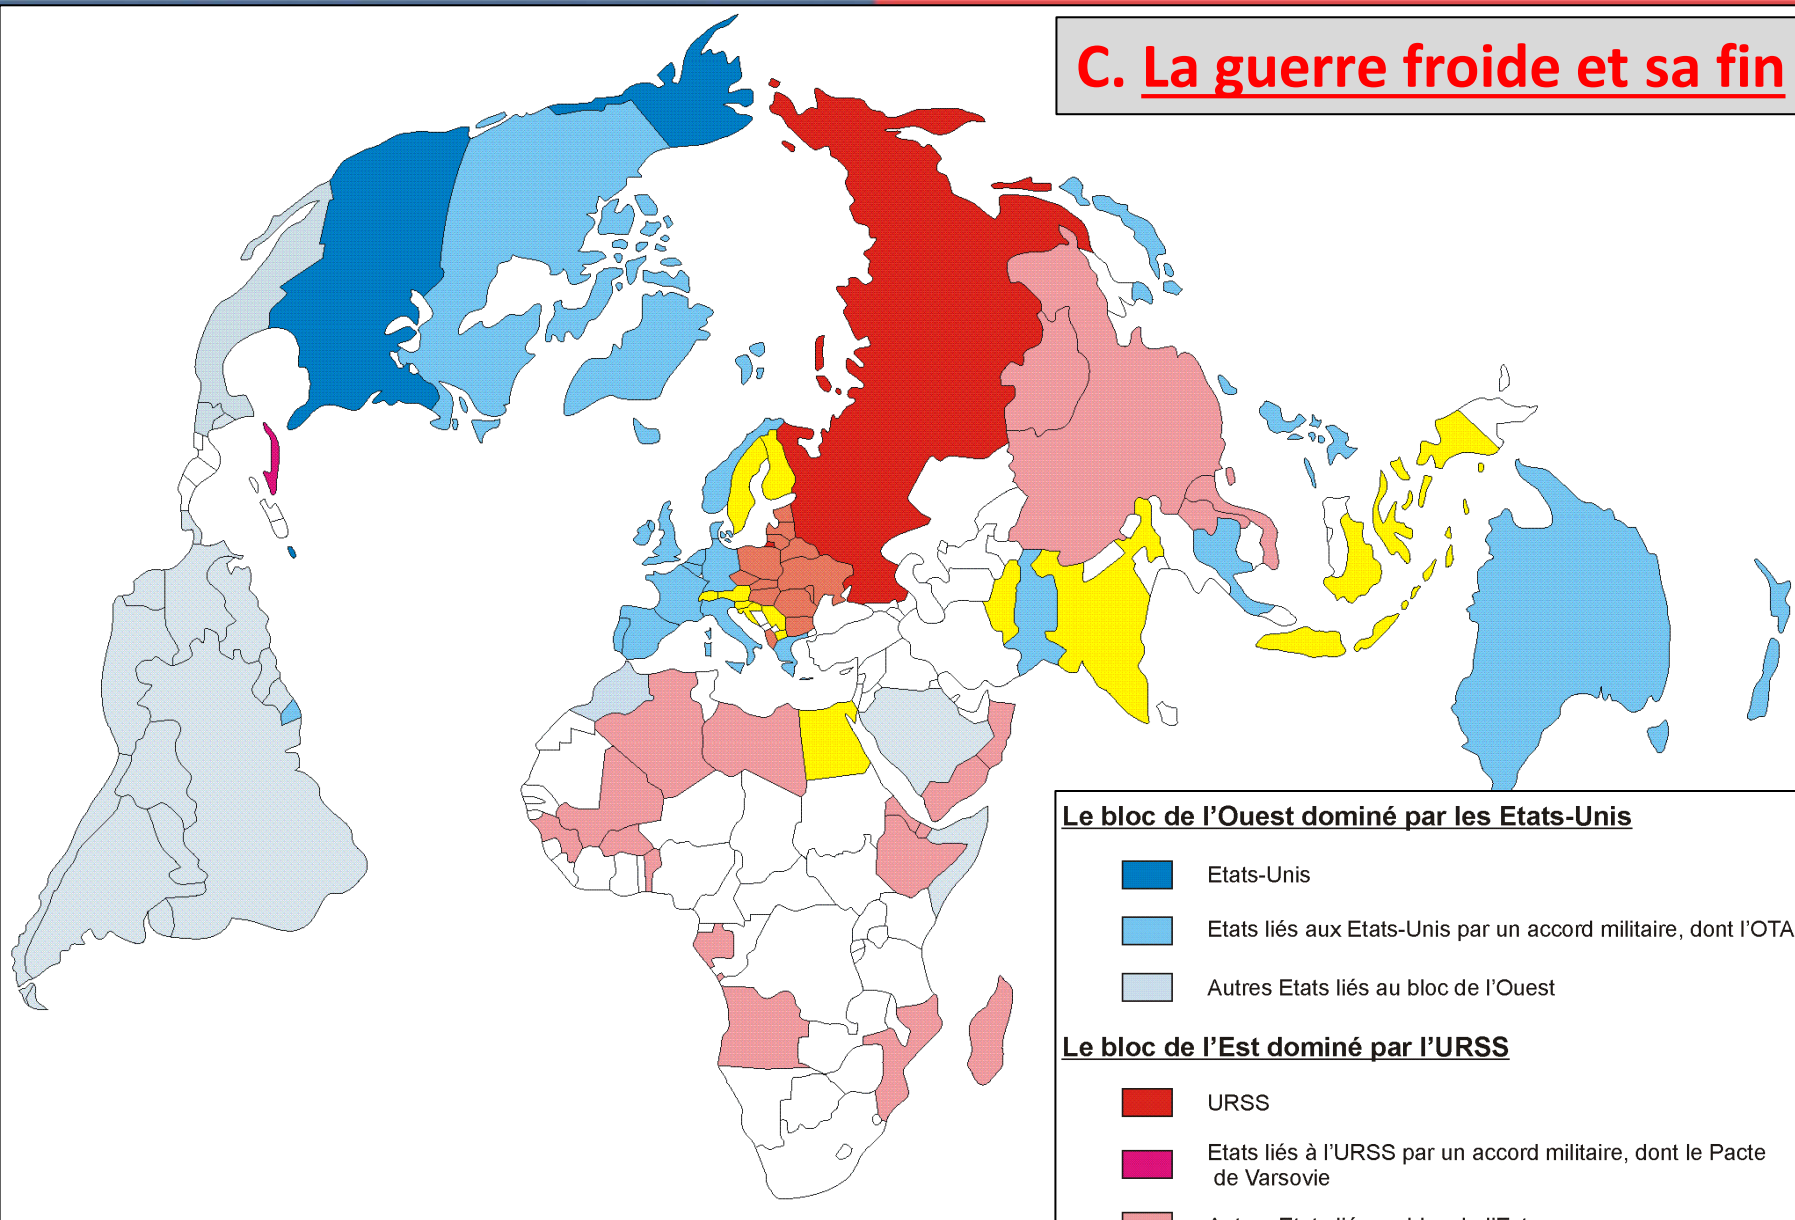 C. La guerre froide et sa fin
Le bloc de l'Ouest dominé par les Etats-Unis
Etats-Unis
Etats liés aux Etats-Unis par un accord militaire, dont l'OTA
Autres Etats liés au bloc de l'Ouest
Le bloc de l'Est dominé par l'URSS
URSS
Etats liés à l'URSS par un accord militaire, dont le Pacte
de Varsovie